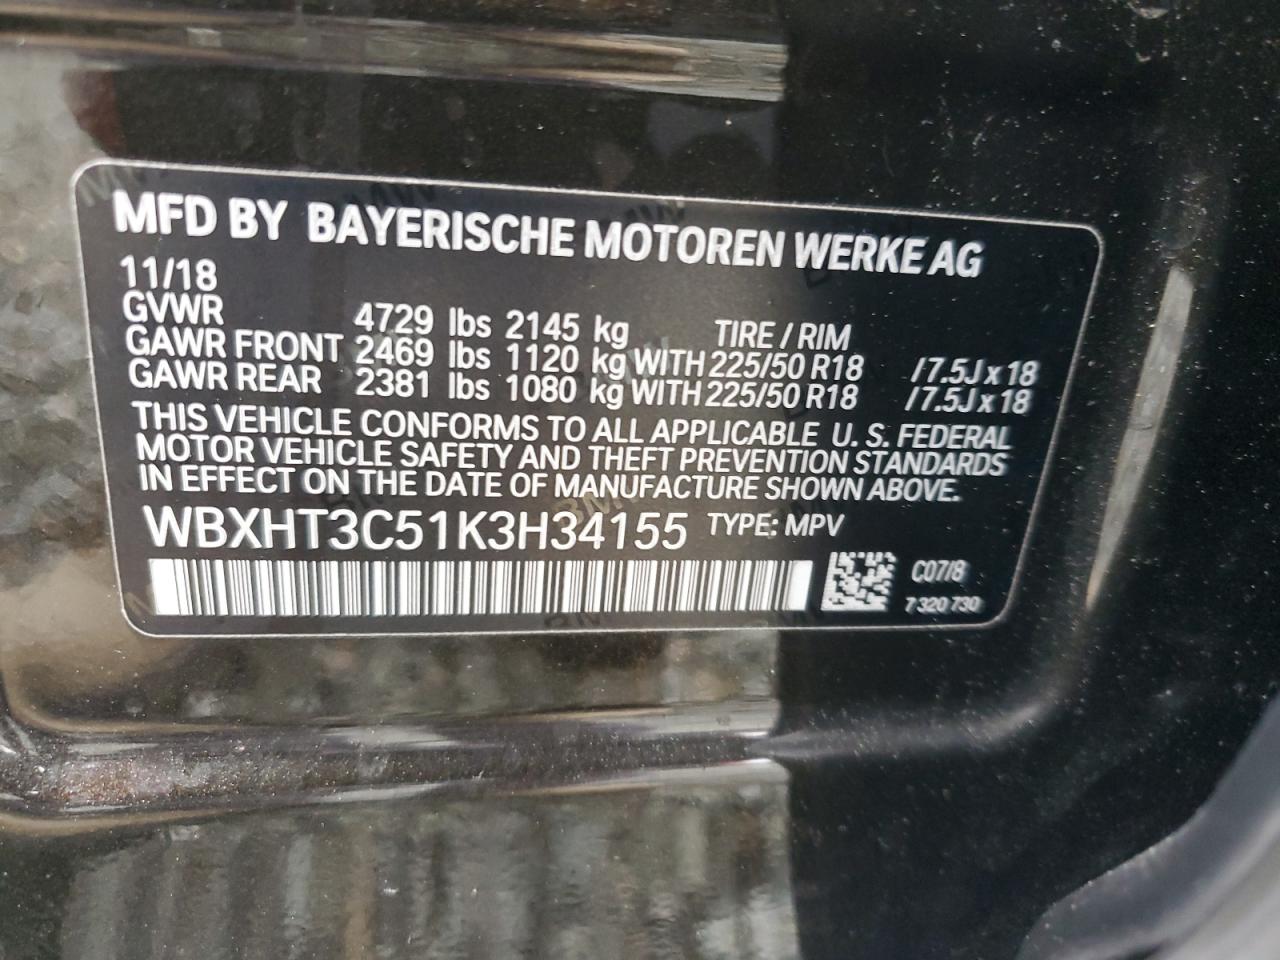 MFD BY BAYERISCHE MOTOREN WERKE AG
11/18
GVWR 4729 lbs 2145 kg TIRE / RIM
GAWR FRONT 2469 lbs 1120 kg WITH 225/50 R18 / 7.5J x 18
GAWR REAR 2381 lbs 1080 kg WITH 225/50 R18 / 7.5J x 18
THIS VEHICLE CONFORMS TO ALL APPLICABLE U. S. FEDERAL
MOTOR VEHICLE SAFETY AND THEFT PREVENTION STANDARDS
IN EFFECT ON THE DATE OF MANUFACTURE SHOWN ABOVE.
WBXHT3C51K3H34155 TYPE: MPV
C07/8
7 320 730